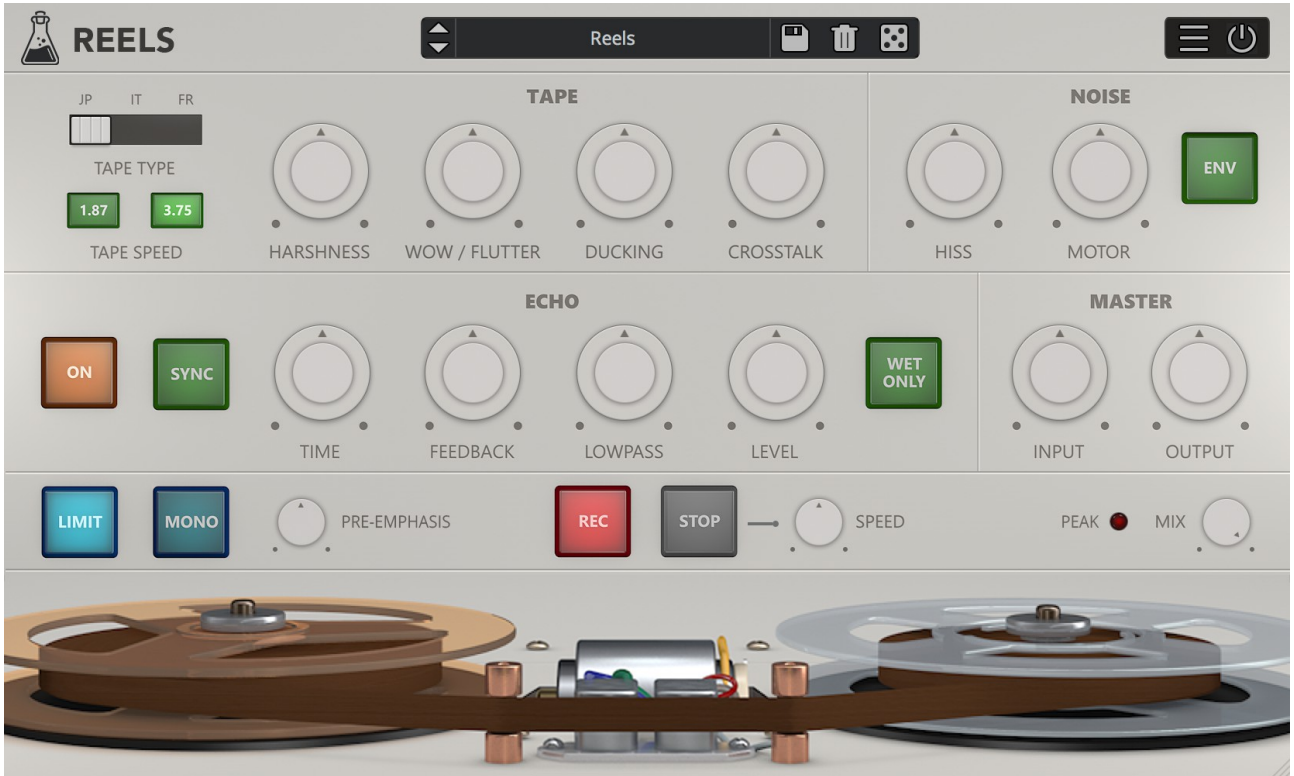 REELS
Reels
JP IT FR
TAPE TYPE
1.87 3.75
TAPE SPEED
TAPE
HARSHNESS WOW / FLUTTER DUCKING CROSSTALK
NOISE
HISS MOTOR
ENV
ECHO
ON SYNC
TIME FEEDBACK LOWPASS LEVEL
WET
ONLY
MASTER
INPUT OUTPUT
LIMIT MONO PRE-EMPHASIS REC STOP SPEED PEAK MIX